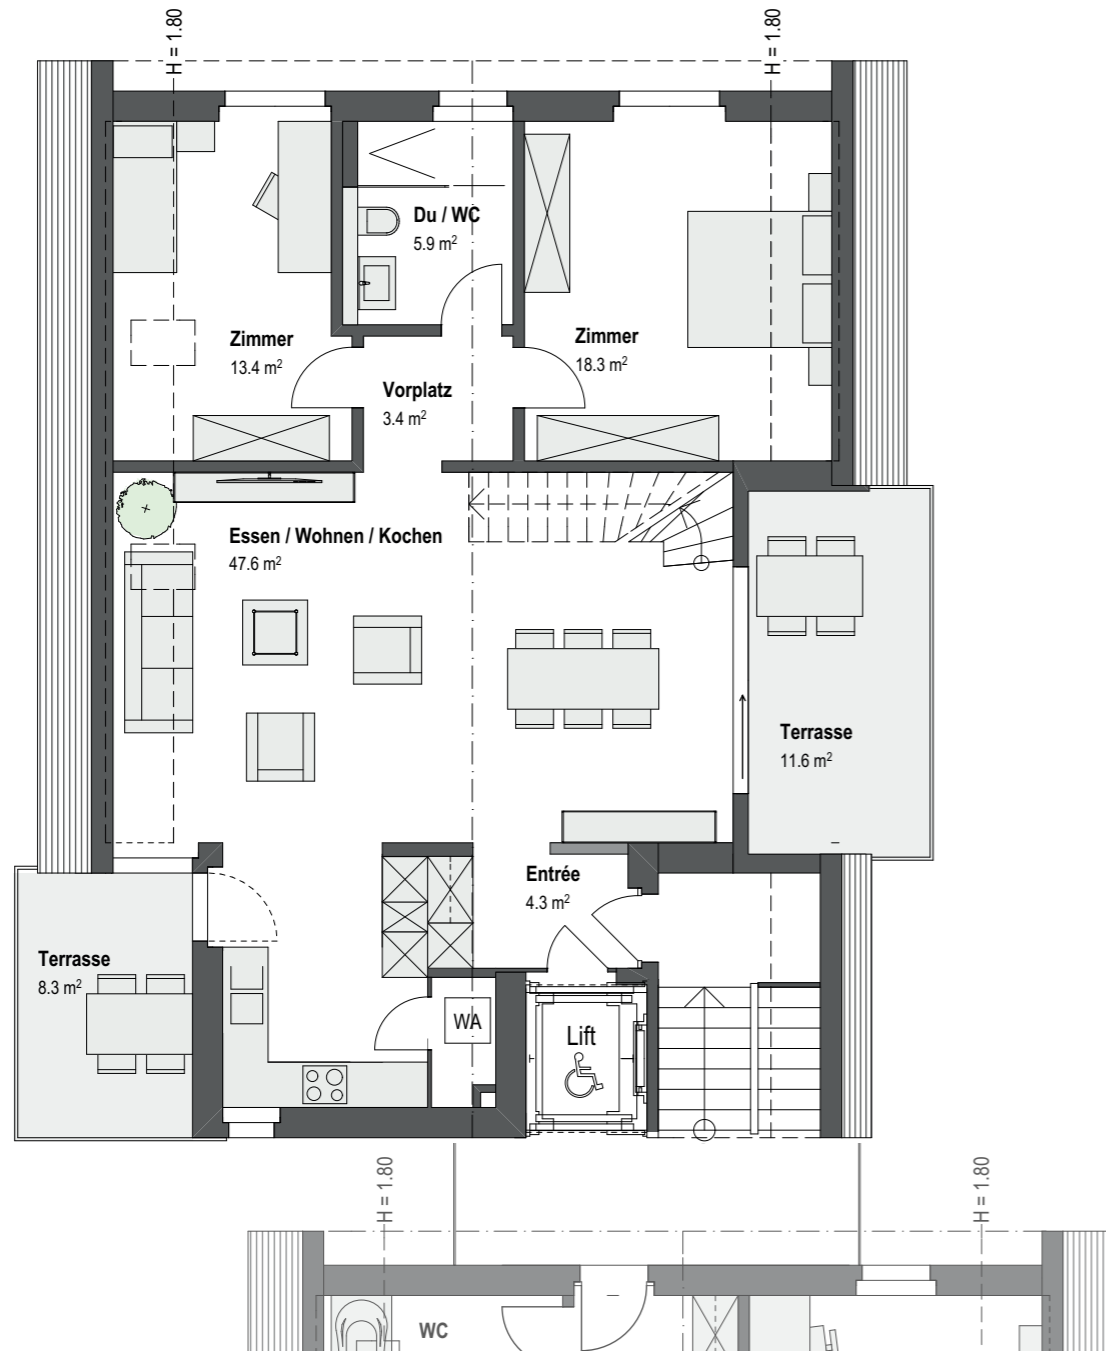 H = 1.80
H = 1.80
Du / WC
5.9 m²
Zimmer
13.4 m²
Zimmer
18.3 m²
Vorplatz
3.4 m²
Essen / Wohnen / Kochen
47.6 m²
Terrasse
11.6 m²
Entrée
4.3 m²
Terrasse
8.3 m²
WA
Lift
H = 1.80
H = 1.80
WC